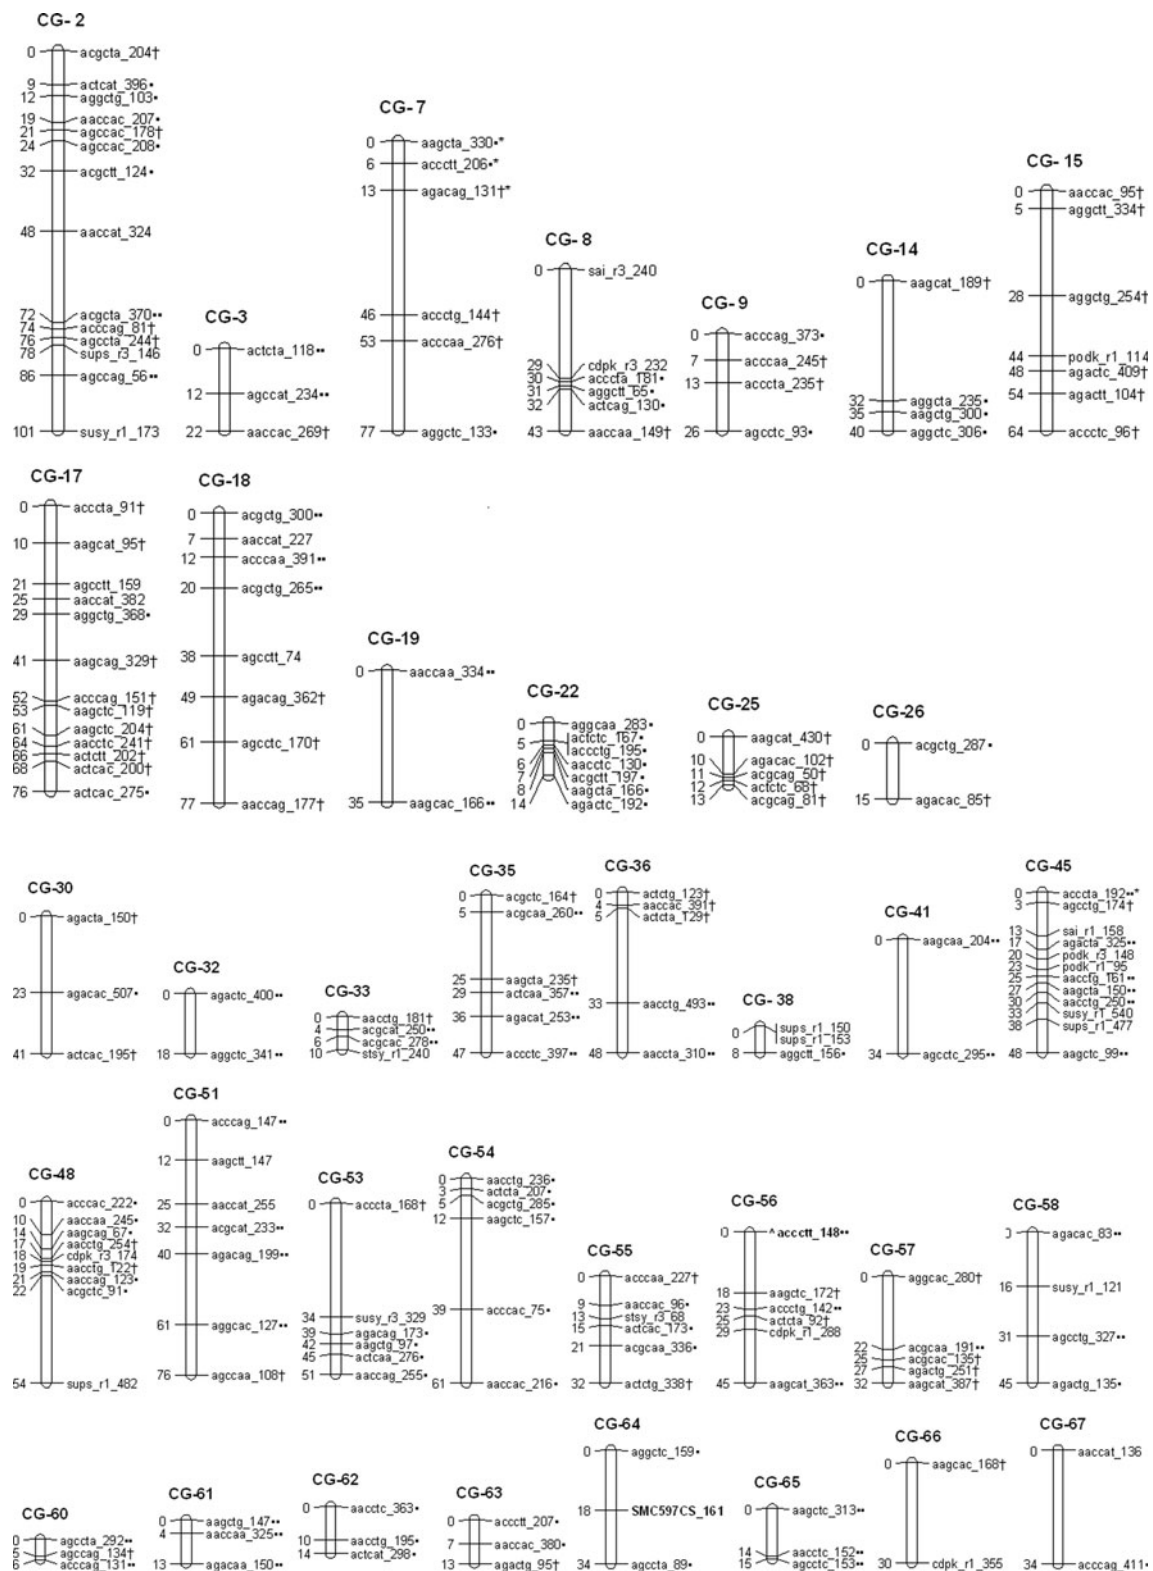 CG- 2
0 acgcta_204†
9 actcat_396•
12 aggctg_103•
19 aaccac_207•
21 agccac_178†
24 agccac_208•
32 acgctt_124•
48 aaccat_324
72 acgcta_370••
74 acccag_81†
76 agccta_244†
78 sups_r3_146
86 agccag_56••
101 susy_r1_173
CG-3
0 actcta_118••
12 agccat_234••
22 aaccac_269†
CG- 7
0 aagcta_330•*
6 accctt_206•*
13 agacag_131†*
46 accctg_144†
53 acccaa_276†
77 aggctc_133•
CG- 8
0 sai_r3_240
29 cdpk_r3_232
30 acccta_181•
31 aggctt_65•
32 actcag_130•
43 aaccaa_149†
CG- 9
0 acccag_373•
7 acccaa_245†
13 acccta_235†
26 agcctc_93•
CG-14
0 aagcat_189†
32 aggcta_235•
35 aagctg_300•
40 aggctc_306•
CG- 15
0 aaccac_95†
5 aggctt_334†
28 aggctg_254†
44 podk_r1_114
48 agactc_409†
54 agactt_104†
64 accctc_96†
CG-17
0 acccta_91†
10 aagcat_95†
21 agcctt_159
25 aaccat_382
29 aggctg_368•
41 aagcag_329†
52 acccag_151†
53 aagctc_119†
61 aagctc_204†
64 aacctc_241†
66 actctt_202†
68 actcac_200†
76 actcac_275•
CG-18
0 acgctg_300••
7 aaccat_227
12 acccaa_391••
20 acgctg_265••
38 agcctt_74
49 agacag_362†
61 agcctc_170†
77 aaccag_177†
CG-19
0 aaccaa_334••
35 aagcac_166••
CG-22
0 aggcaa_283•
5 actctc_167•
accctg_195•
6 aacctc_130•
7 acgctt_197•
8 aagcta_166•
14 agactc_192•
CG-25
0 aagcat_430†
10 agacac_102†
11 acgcag_50†
12 actctc_68†
13 acgcag_81†
CG-26
0 acgctg_287•
15 agacac_85†
CG-30
0 agacta_150†
23 agacac_507•
41 actcac_195†
CG-32
0 agactc_400••
18 aggctc_341••
CG-33
0 aacctg_181†
4 acgcat_250••
6 acgcac_278••
10 stsy_r1_240
CG-35
0 acgctc_164†
5 acgcaa_260••
25 aagcta_235†
29 actcaa_357••
36 agacat_253••
47 accctc_397••
CG-36
0 actctg_123†
4 aaccac_391†
5 actcta_129†
33 aacctg_493••
48 aaccta_310••
CG- 38
0 sups_r1_150
sups_r1_153
8 aggctt_156•
CG-41
0 aagcaa_204••
34 agcctc_295••
CG-45
0 acccta_192••*
3 agcctg_174†
13 sai_r1_158
17 agacta_325••
20 podk_r3_148
23 podk_r1_95
25 aacctg_161••
27 aagcta_150••
30 aacctg_250••
33 susy_r1_540
38 sups_r1_477
48 aagctc_99••
CG-48
0 acccac_222•
10 aaccaa_245•
14 aagcag_67•
17 aacctg_254†
18 cdpk_r3_174
19 aacctg_122†
21 aaccag_123•
22 acgctc_91•
54 sups_r1_482
CG-51
0 acccag_147••
12 aagctt_147
25 aaccat_255
32 acgcat_233••
40 agacag_199••
61 aggcac_127••
76 agccaa_108†
CG-53
0 acccta_168†
34 susy_r3_329
39 agacag_173•
42 aagctg_97•
45 actcaa_276•
51 aaccag_255•
CG-54
0 aacctg_236•
3 actcta_207•
5 acgctg_285•
12 aagctc_157•
39 acccac_75•
61 aaccac_216•
CG-55
0 acccaa_227†
9 aaccac_96•
13 stsy_r3_68
15 actcac_173•
21 acgcaa_336•
32 actctg_338†
CG-56
0 ^accctt_148••
18 aagctc_172†
23 accctg_142••
25 actcta_92†
29 cdpk_r1_288
45 aagcat_363••
CG-57
0 aggcac_280†
22 acgcaa_191••
25 acgcac_135†
27 agactg_251†
32 aagcat_387†
CG-58
agacac_83••
16 susy_r1_121
31 agcctg_327••
45 agactg_135•
CG-60
0 agccta_292••
agccag_134†
6 acccag_131••
CG-61
0 aagctg_147••
4 aaccaa_325••
13 agacaa_150••
CG-62
0 aacctc_363•
10 aacctg_195•
14 actcat_298•
CG-63
0 accctt_207•
7 aaccac_380•
13 agactg_95†
CG-64
0 aggctc_159•
18 SMC597CS_161
34 agccta_89•
CG-65
0 aagctc_313••
14 aacctc_152••
15 agcctc_153••
CG-66
0 aagcac_168†
30 cdpk_r1_355
CG-67
0 aaccat_136
34 acccag_411•